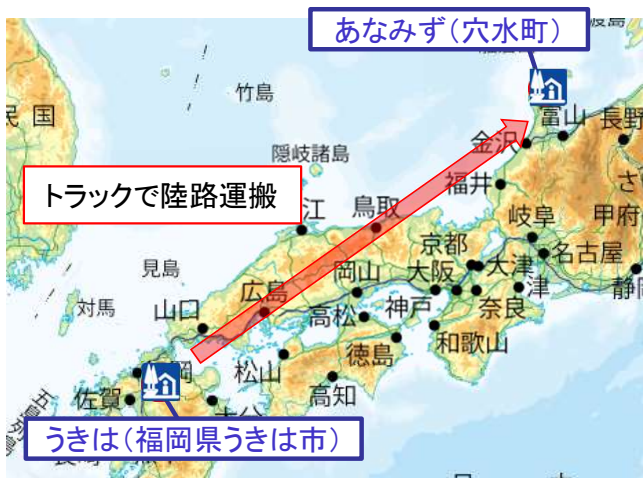 あなみず（穴水町）
竹島
民国
富山
長野
金沢
隠岐諸島
トラックで陸路運搬
福井
鳥取
江
岐阜
甲府
見島
京都
名古屋
岡山
大阪
大津
津
対馬
広島
山口
高松
神戸
奈良
静岡
徳島
和歌山
松山
岡
佐賀
高知
うきは（福岡県うきは市）